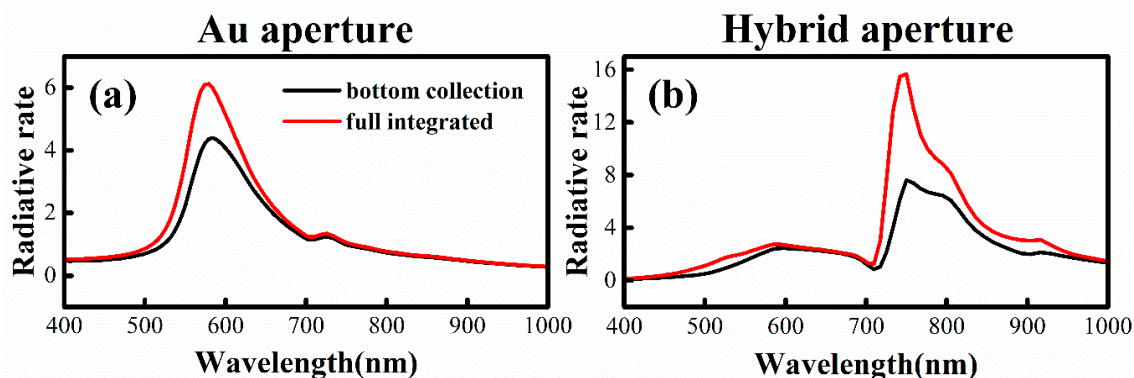 Au aperture
Hybrid aperture
(a)
bottom collection
full integrated
Radiative rate
6
4
2
0
400 500 600 700 800 900 1000
Wavelength(nm)
(b)
Radiative rate
16
12
8
4
0
400 500 600 700 800 900 1000
Wavelength(nm)